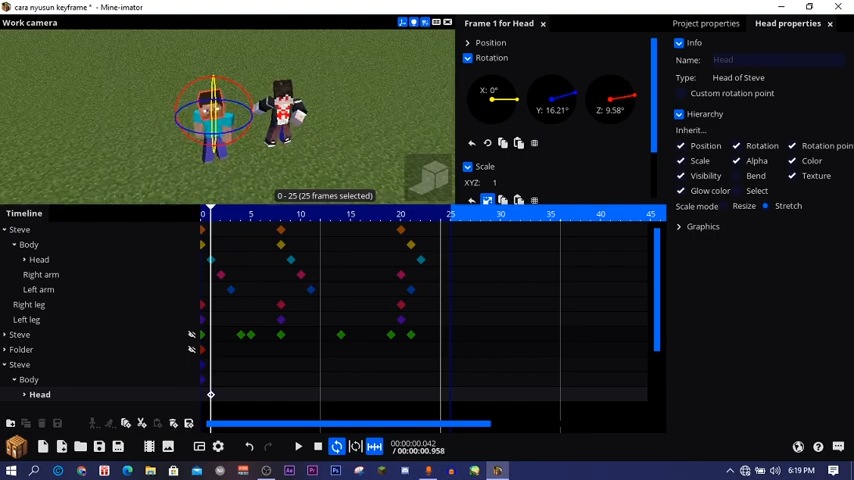 cara nyusun keyframe * - Mine-imator
Work camera
0 - 25 (25 frames selected)
Frame 1 for Head
Position
Rotation
X: 0°
Y: 16.21°
Z: 9.58°
Scale
XYZ: 1
Project properties
Head properties
Info
Name: Head
Type: Head of Steve
Custom rotation point
Hierarchy
Inherit...
Position Rotation Rotation poin
Scale Alpha Color
Visibility Bend Texture
Glow color Select
Scale mode Resize Stretch
Graphics
Timeline
0 5 10 15 20 25 30 35 40 45
Steve
Body
Head
Right arm
Left arm
Right leg
Left leg
Steve
Folder
Steve
Body
Head
00:00:00.042
/ 00:00:00.958
6:19 PM